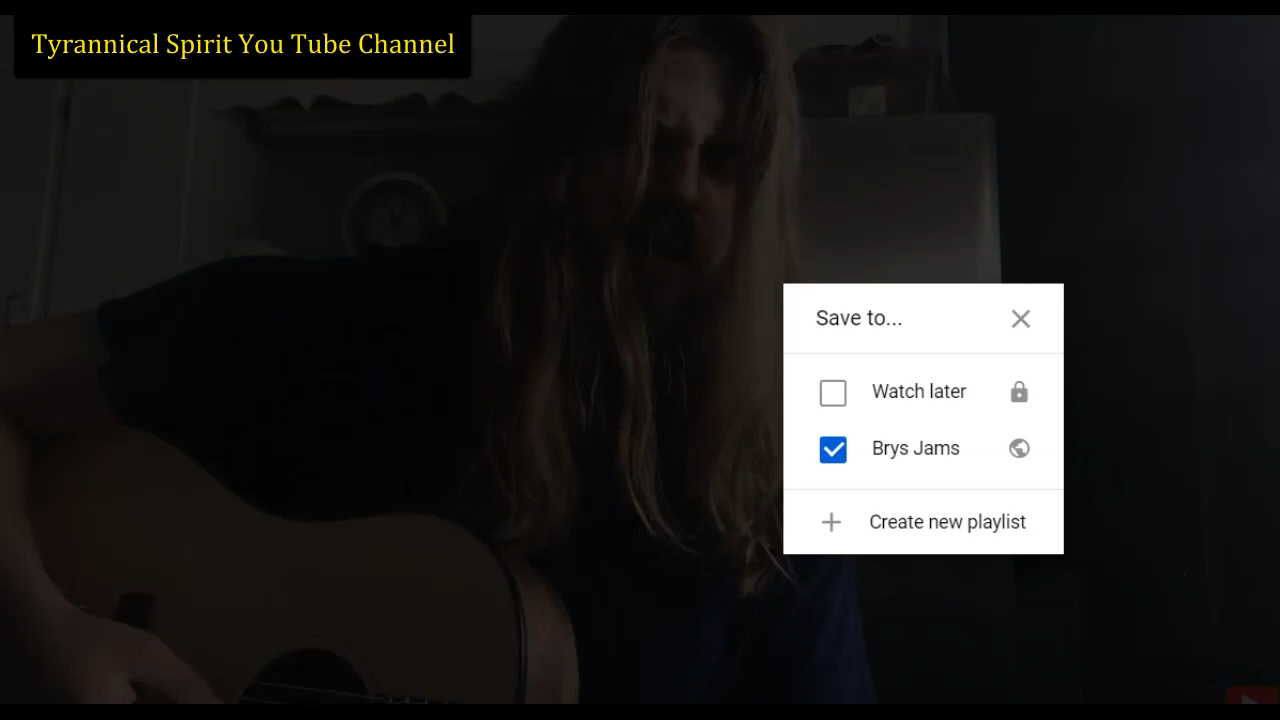 Tyrannical Spirit You Tube Channel
Save to...
Watch later
Brys Jams
Create new playlist